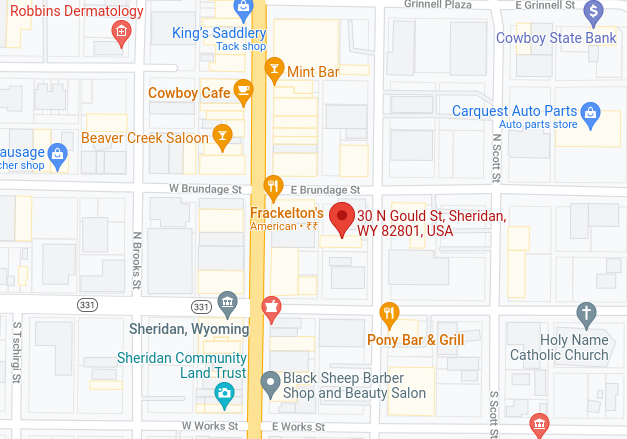 Grinnell Plaza
E Grinnell St
Robbins Dermatology
King's Saddlery
Tack shop
Cowboy State Bank
Mint Bar
Cowboy Cafe
Carquest Auto Parts
Auto parts store
Beaver Creek Saloon
N Scott St
ausage
cher shop
W Brundage St
E Brundage St
Frackelton's
American • ₹₹
30 N Gould St, Sheridan,
WY 82801, USA
N Brooks St
331
331
Sheridan, Wyoming
Pony Bar & Grill
Holy Name
Catholic Church
S Tschirgi St
Sheridan Community
Land Trust
Black Sheep Barber
Shop and Beauty Salon
S Scott St
W Works St
E Works St